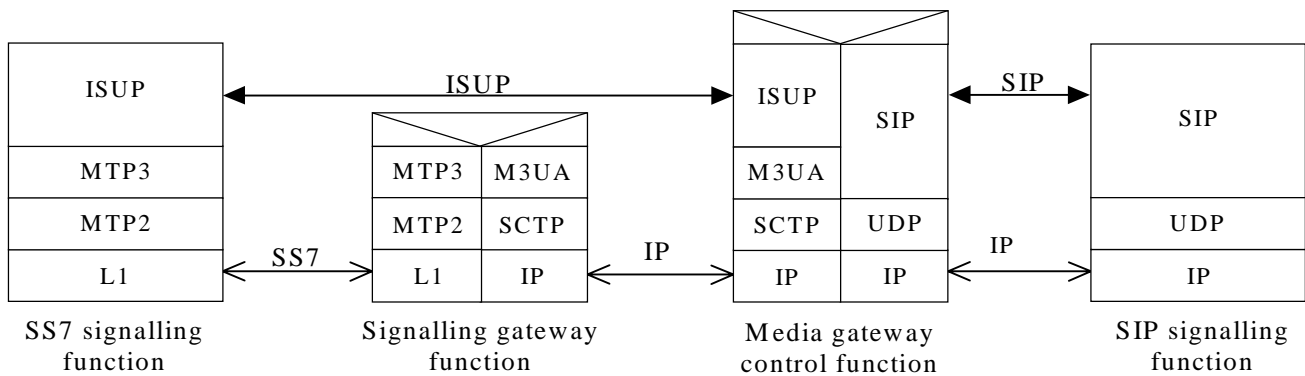 ISUP
MTP3
MTP2
L1
SS7 signalling
function
ISUP
SS7
MTP3 M3UA
MTP2 SCTP
L1 IP
Signalling gateway
function
IP
ISUP
M3UA
SCTP
IP
SIP
UDP
IP
Media gateway
control function
SIP
IP
SIP
UDP
IP
SIP signalling
function